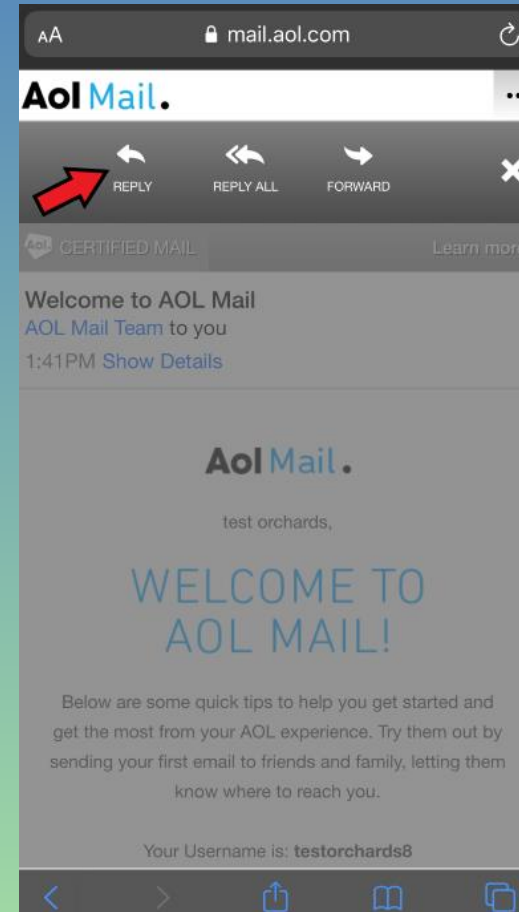 AA mail.aol.com
Aol Mail.
REPLY REPLY ALL FORWARD
Aol. CERTIFIED MAIL Learn more
Welcome to AOL Mail
AOL Mail Team to you
1:41PM Show Details
Aol Mail.
test orchards,
WELCOME TO
AOL MAIL!
Below are some quick tips to help you get started and
get the most from your AOL experience. Try them out by
sending your first email to friends and family, letting them
know where to reach you.
Your Username is: testorchards8